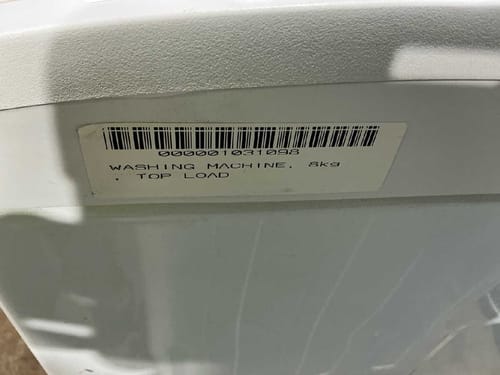 000001031098
WASHING MACHINE, 8kg
. TOP LOAD